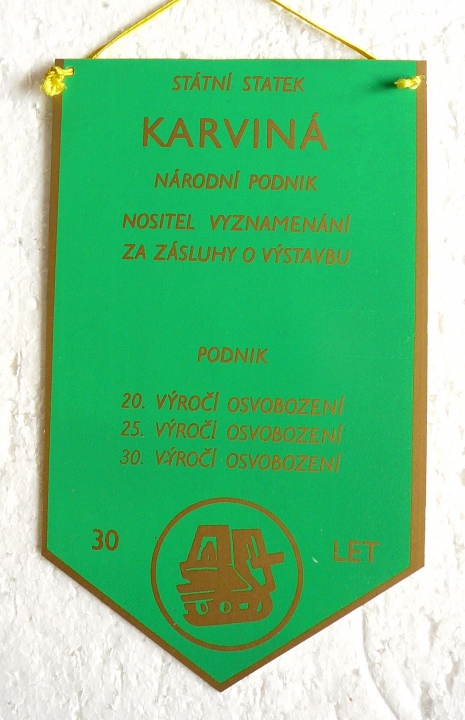 STÁTNÍ STATEK
KARVINÁ
NÁRODNÍ PODNIK
NOSITEL VYZNAMENÁNÍ
ZA ZÁSLUHY O VÝSTAVBU
PODNIK
20. VÝROČÍ OSVOBOZENÍ
25. VÝROČÍ OSVOBOZENÍ
30. VÝROČÍ OSVOBOZENÍ
30 LET